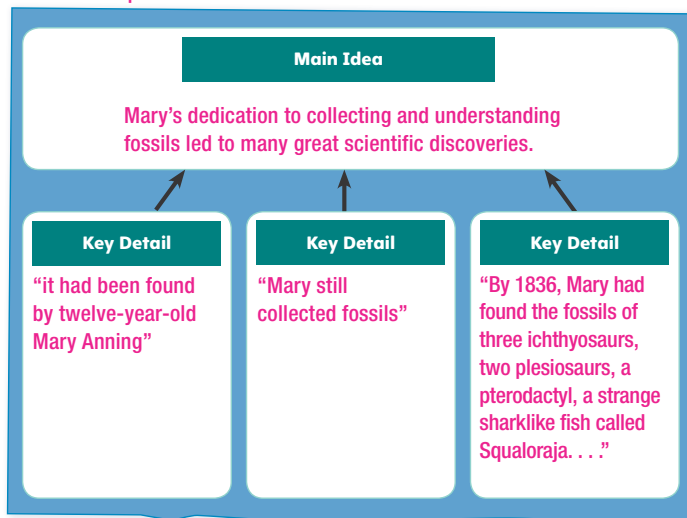 Main Idea
Mary's dedication to collecting and understanding
fossils led to many great scientific discoveries.
Key Detail
"it had been found
by twelve-year-old
Mary Anning"
Key Detail
"Mary still
collected fossils"
Key Detail
"By 1836, Mary had
found the fossils of
three ichthyosaurs,
two plesiosaurs, a
pterodactyl, a strange
sharklike fish called
Squaloraja. . . ."